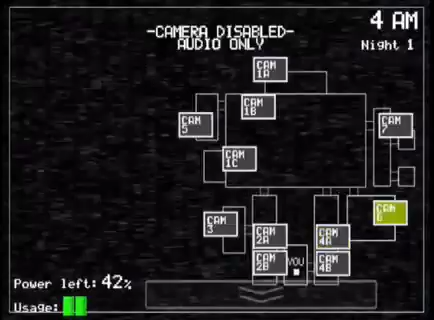 4 AM
-CAMERA DISABLED-
AUDIO ONLY
Night 1
CAM
1A
CAM
1B
CAM
5
CAM
7
CAM
1C
CAM
6
CAM
3
CAM
2A
CAM
4A
CAM
2B
YOU
CAM
4B
Power left: 42%
Usage: